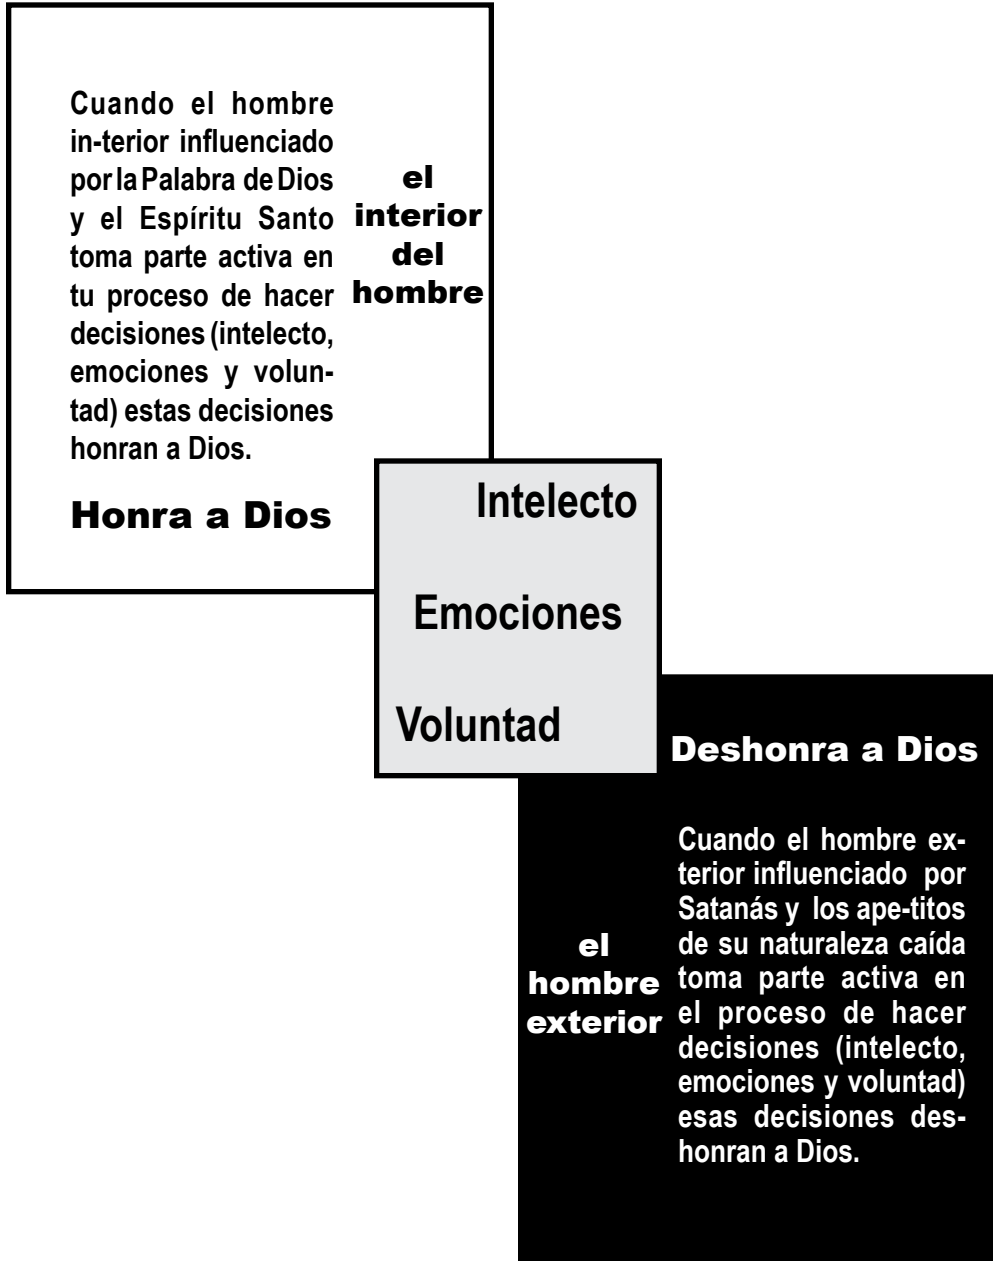 Cuando el hombre
in-terior influenciado
por la Palabra de Dios
y el Espíritu Santo
toma parte activa en
tu proceso de hacer
decisiones (intelecto,
emociones y volun-
tad) estas decisiones
honran a Dios.
el
interior
del
hombre
Honra a Dios
Intelecto
Emociones
Voluntad
Deshonra a Dios
el
hombre
exterior
Cuando el hombre ex-
terior influenciado por
Satanás y los ape-titos
de su naturaleza caída
toma parte activa en
el proceso de hacer
decisiones (intelecto,
emociones y voluntad)
esas decisiones des-
honran a Dios.